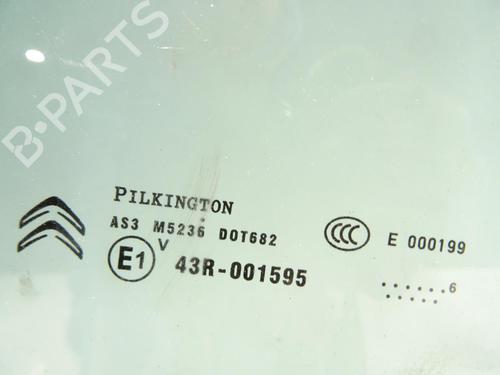 B-PARTS
PILKINGTON
AS3 M5236 DOT682
CCC E 000199
V
E1 43R-001595
......6
.....